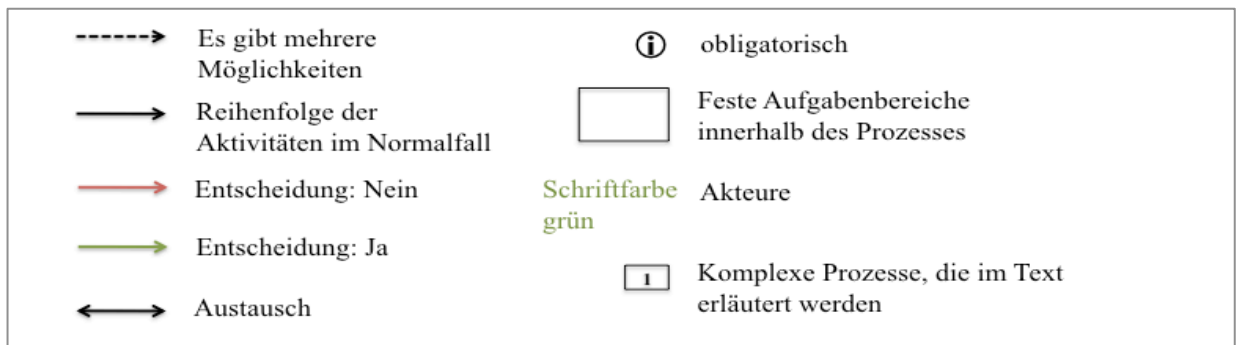 Es gibt mehrere
Möglichkeiten
Reihenfolge der
Aktivitäten im Normalfall
Entscheidung: Nein
Entscheidung: Ja
Austausch
i obligatorisch
Feste Aufgabenbereiche
innerhalb des Prozesses
Schriftfarbe Akteure
grün
1 Komplexe Prozesse, die im Text
erläutert werden